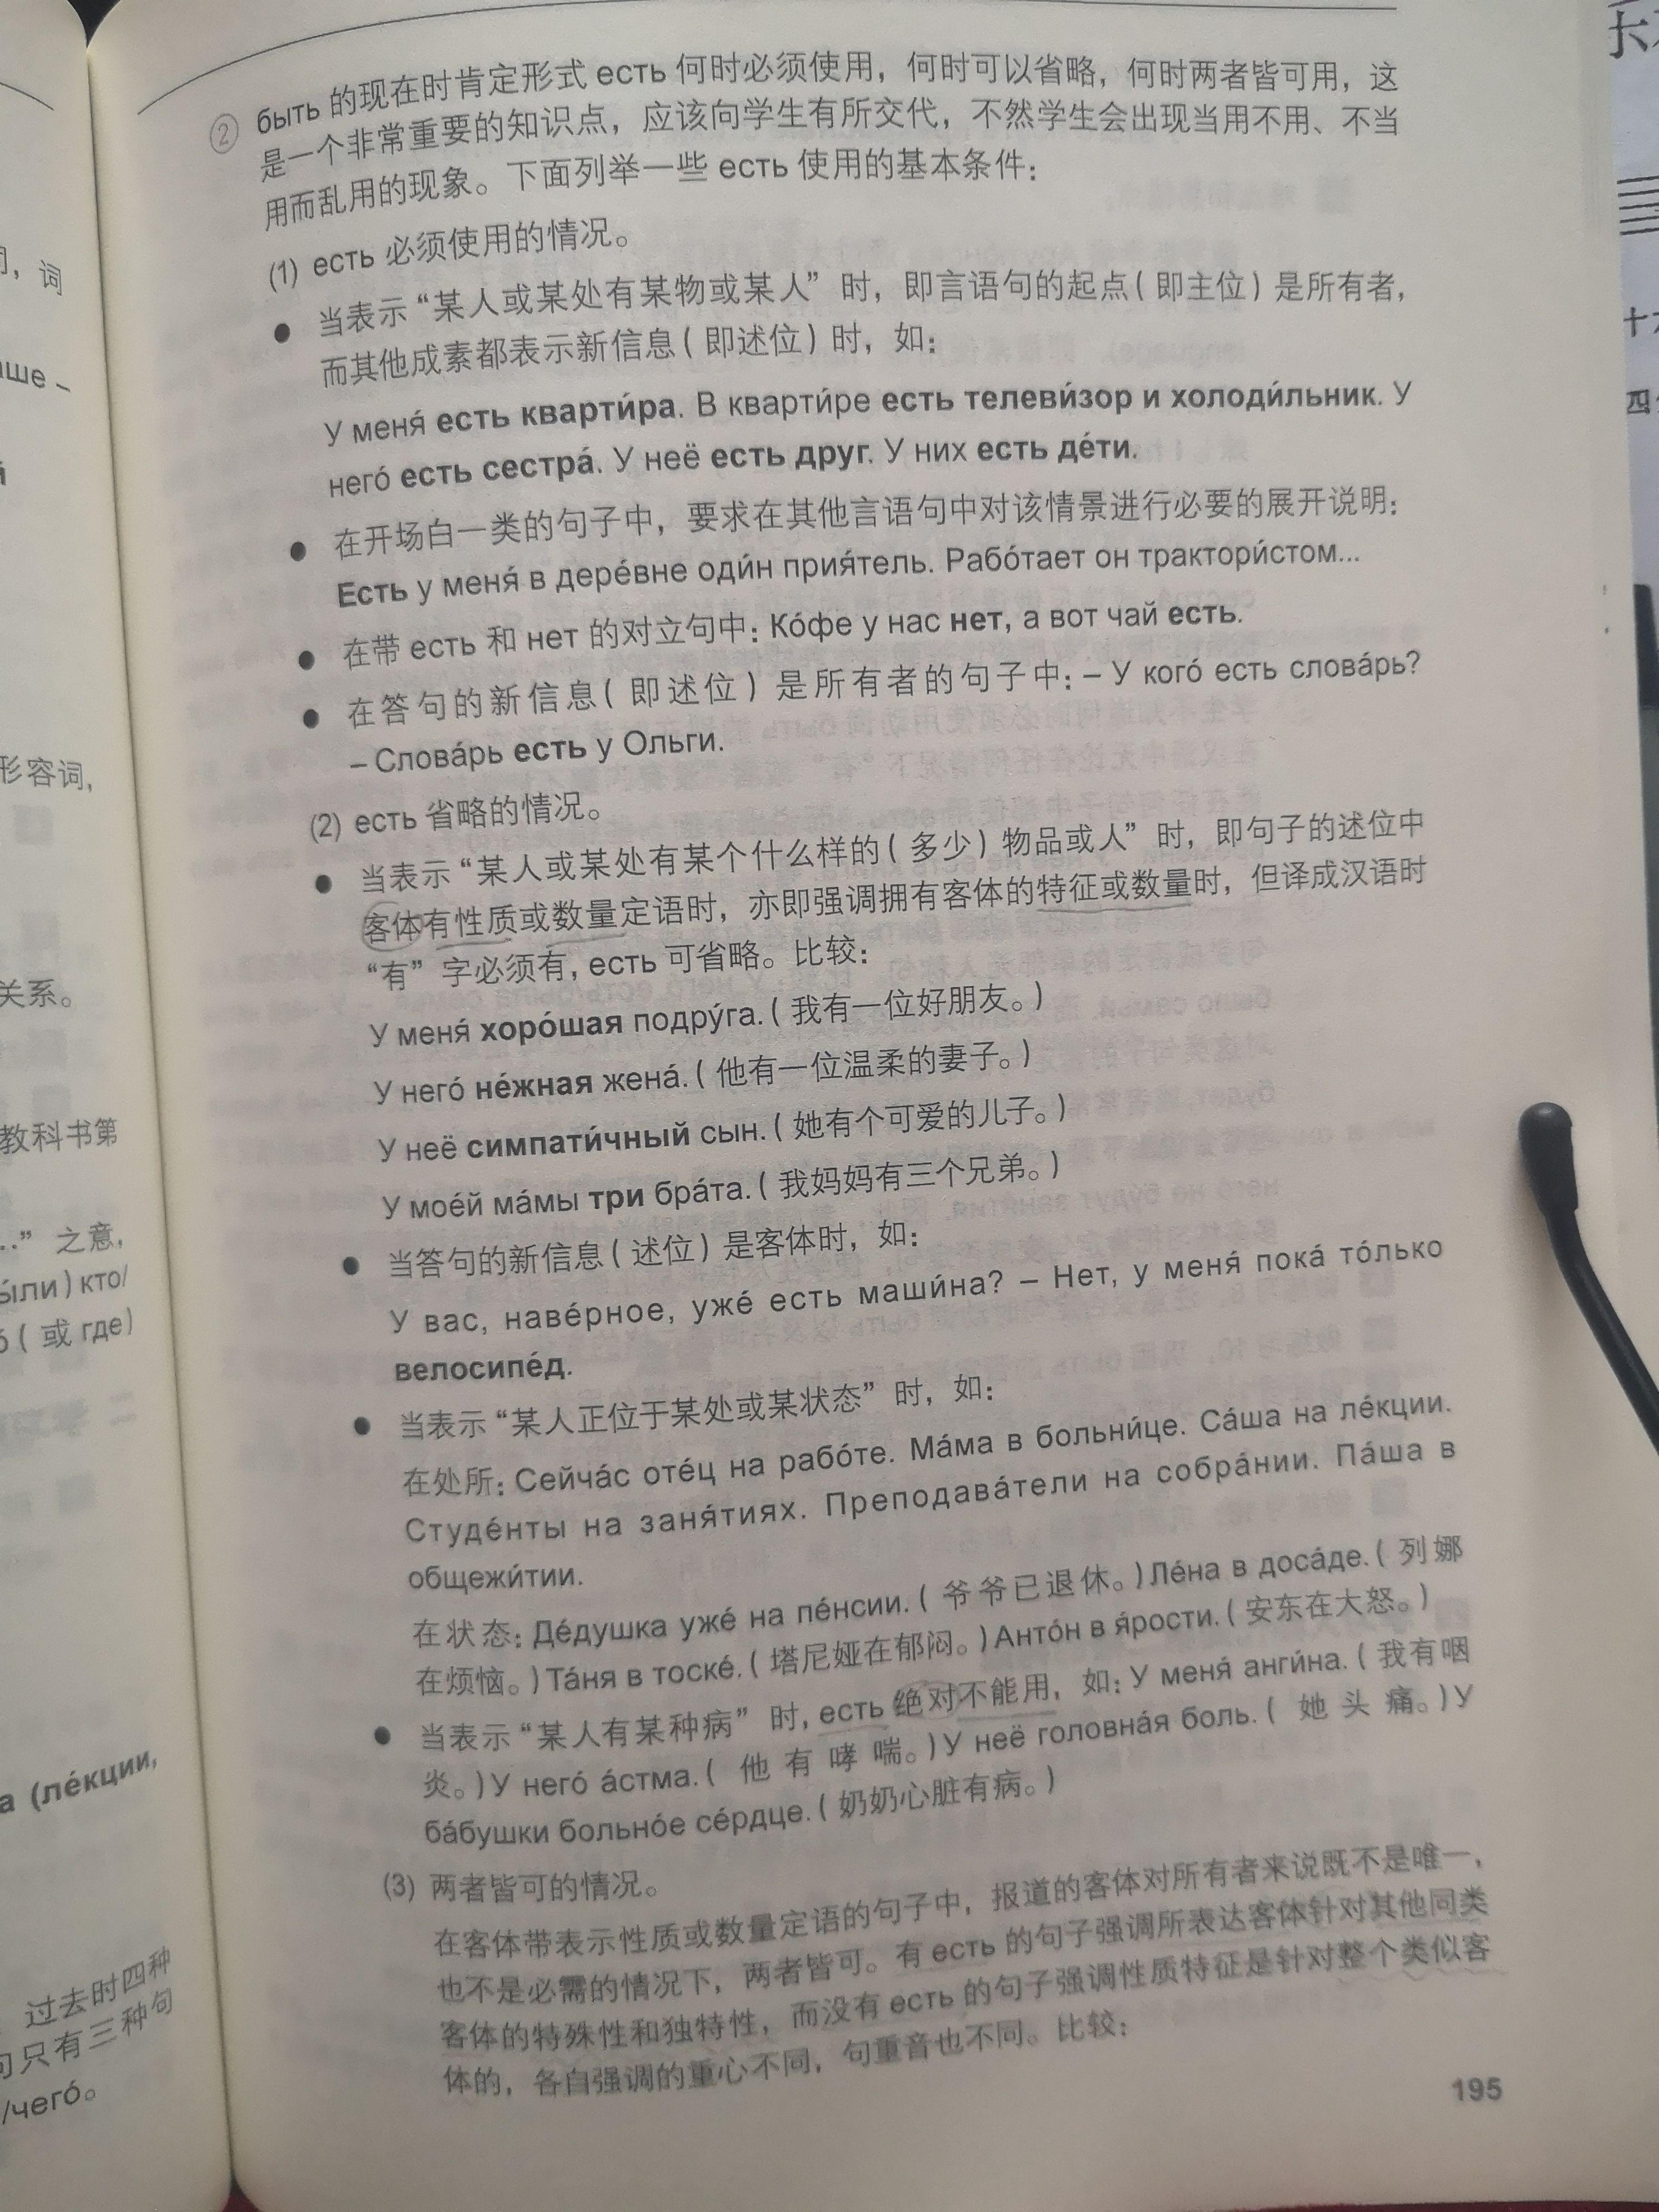 ② быть 的现在时肯定形式 есть 何时必须使用，何时可以省略，何时两者皆可用，这
是一个非常重要的知识点，应该向学生有所交代，不然学生会出现当用不用、不当
用而乱用的现象。下面列举一些 есть 使用的基本条件：
(1) есть 必须使用的情况。
● 当表示“某人或某处有某物或某人”时，即言语句的起点（即主位）是所有者，
而其他成素都表示新信息（即述位）时，如：
У меня́ есть кварти́ра. В кварти́ре есть телеви́зор и холоди́льник. У
него́ есть сестра́. У неё есть друг. У них есть де́ти.
● 在开场白一类的句子中，要求在其他言语句中对该情景进行必要的展开说明：
Есть у меня́ в дере́вне оди́н прия́тель. Рабо́тает он трактори́стом...
● 在带 есть 和 нет 的对立句中：Ко́фе у нас нет, а вот чай есть.
● 在答句的新信息（即述位）是所有者的句子中：– У кого́ есть слова́рь?
– Слова́рь есть у Ольги.
(2) есть 省略的情况。
● 当表示“某人或某处有某个什么样的（多少）物品或人”时，即句子的述位中
客体有性质或数量定语时，亦即强调拥有客体的特征或数量时，但译成汉语时
“有”字必须有, есть 可省略。比较：
У меня́ хоро́шая подру́га.（我有一位好朋友。）
У него́ не́жная жена́.（他有一位温柔的妻子。）
У неё симпати́чный сын.（她有个可爱的儿子。）
У мое́й ма́мы три бра́та.（我妈妈有三个兄弟。）
● 当答句的新信息（述位）是客体时，如：
У вас, наве́рное, уже́ есть маши́на? – Нет, у меня́ пока́ то́лько
велосипе́д.
● 当表示“某人正位于某处或某状态”时，如：
在处所：Сейча́с оте́ц на рабо́те. Ма́ма в больни́це. Са́ша на ле́кции.
Студе́нты на заня́тиях. Преподава́тели на собра́нии. Па́ша в
общежи́тии.
在状态：Де́душка уже́ на пе́нсии.（爷爷已退休。）Ле́на в доса́де.（列娜
在烦恼。）Та́ня в тоске́.（塔尼娅在郁闷。）Анто́н в я́рости.（安东在大怒。）
● 当表示“某人有某种病”时, есть 绝对不能用，如：У меня́ анги́на.（我有咽
炎。）У него́ а́стма.（他有哮喘。）У неё головна́я боль.（她头痛。）У
ба́бушки больно́е се́рдце.（奶奶心脏有病。）
(3) 两者皆可的情况。
在客体带表示性质或数量定语的句子中，报道的客体对所有者来说既不是唯一，
也不是必需的情况下，两者皆可。有 есть 的句子强调所表达客体针对其他同类
客体的特殊性和独特性，而没有 есть 的句子强调性质特征是针对整个类似客
体的，各自强调的重心不同，句重音也不同。比较：
195
词
形容词，
关系。
教科书第
..”之意，
ы́ли) кто/
（或 где）
а (ле́кции,
过去时四种
只有三种句
/чего́。